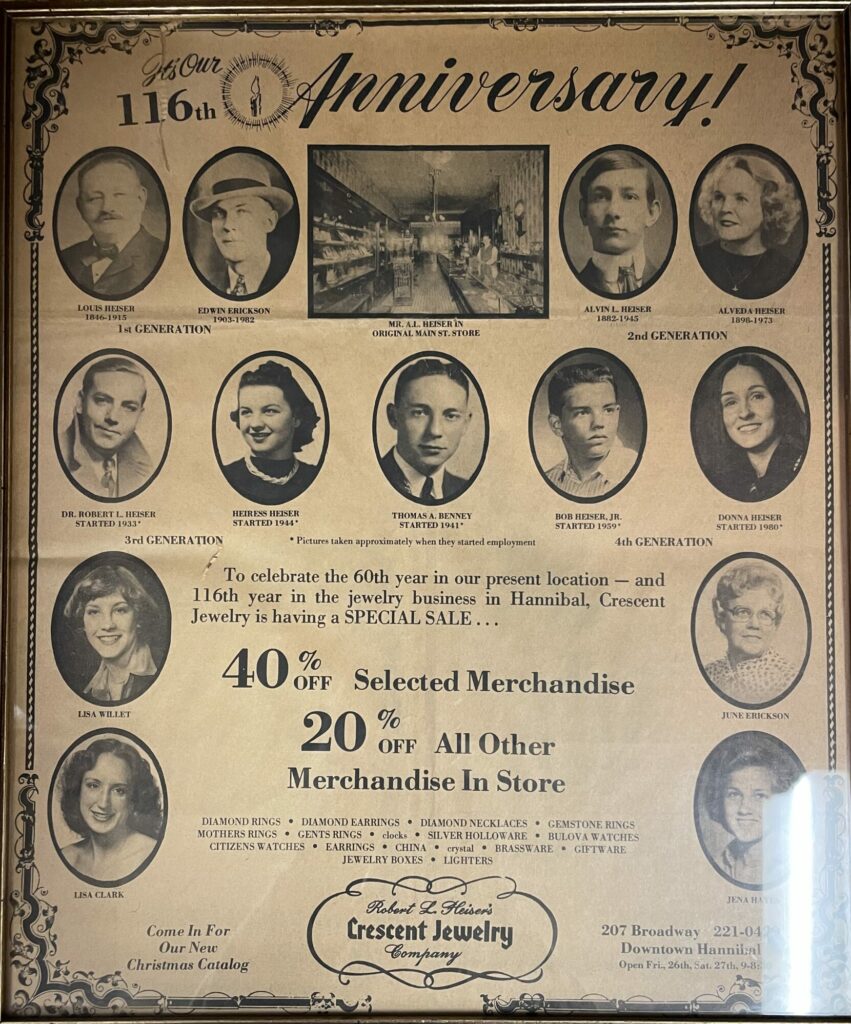 It's Our
116th
Anniversary!
LOUIS HEISER
1846-1915
EDWIN ERICKSON
1903-1982
1st GENERATION
MR. A.L. HEISER IN
ORIGINAL MAIN ST. STORE
ALVIN L. HEISER
1882-1945
ALVEDA HEISER
1898-1973
2nd GENERATION
DR. ROBERT L. HEISER
STARTED 1933*
HEIRESS HEISER
STARTED 1944*
THOMAS A. BENNEY
STARTED 1941*
BOB HEISER, JR.
STARTED 1959*
DONNA HEISER
STARTED 1980*
3rd GENERATION
* Pictures taken approximately when they started employment
4th GENERATION
To celebrate the 60th year in our present location — and
116th year in the jewelry business in Hannibal, Crescent
Jewelry is having a SPECIAL SALE . . .
LISA WILLET
JUNE ERICKSON
40% OFF Selected Merchandise
20% OFF All Other
Merchandise In Store
DIAMOND RINGS • DIAMOND EARRINGS • DIAMOND NECKLACES • GEMSTONE RINGS
MOTHERS RINGS • GENTS RINGS • clocks • SILVER HOLLOWARE • BULOVA WATCHES
CITIZENS WATCHES • EARRINGS • CHINA • crystal • BRASSWARE • GIFTWARE
JEWELRY BOXES • LIGHTERS
LISA CLARK
JENA
Come In For
Our New
Christmas Catalog
Robert L. Heiser's
Crescent Jewelry
Company
207 Broadway
Downtown Hannibal
Open Fri., 26th, Sat. 27th,